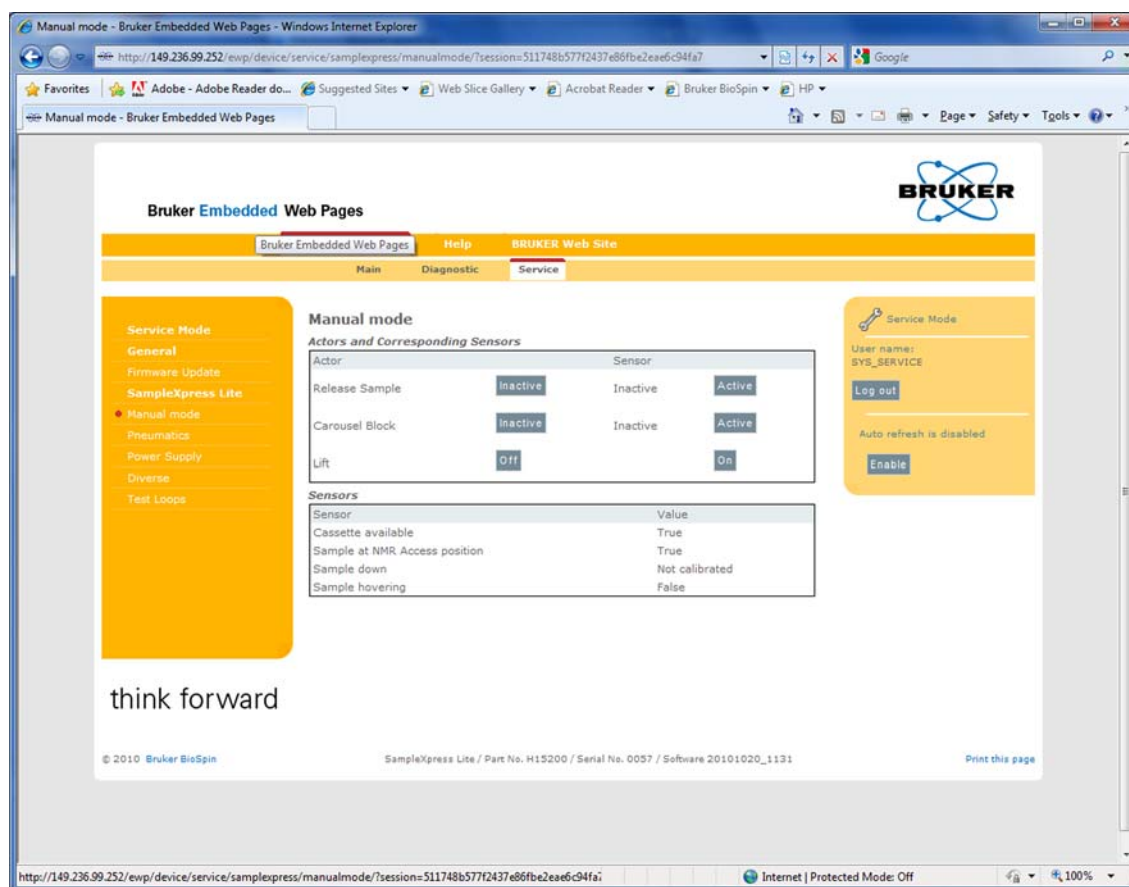 Manual mode - Bruker Embedded Web Pages - Windows Internet Explorer
http://149.236.99.252/ewp/device/service/samplexpress/manualmode/?session=511748b577f2437e86fbe2eae6c94fa7
Google
Favorites Adobe - Adobe Reader do... Suggested Sites Web Slice Gallery Acrobat Reader Bruker BioSpin HP
Manual mode - Bruker Embedded Web Pages Page Safety Tools
BRUKER
Bruker Embedded Web Pages
Bruker Embedded Web Pages Help BRUKER Web Site
Main Diagnostic Service
Service Mode
General
Firmware Update
SampleXpress Lite
Manual mode
Pneumatics
Power Supply
Diverse
Test Loops
Manual mode
Actors and Corresponding Sensors
Actor Sensor
Release Sample Inactive Inactive Active
Carousel Block Inactive Inactive Active
Lift Off On
Sensors
Sensor Value
Cassette available True
Sample at NMR Access position True
Sample down Not calibrated
Sample hovering False
Service Mode
User name:
SYS_SERVICE
Log out
Auto refresh is disabled
Enable
think forward
© 2010 Bruker BioSpin SampleXpress Lite / Part No. H15200 / Serial No. 0057 / Software 20101020_1131 Print this page
http://149.236.99.252/ewp/device/service/samplexpress/manualmode/?session=511748b577f2437e86fbe2eae6c94fa7 Internet | Protected Mode: Off 100%